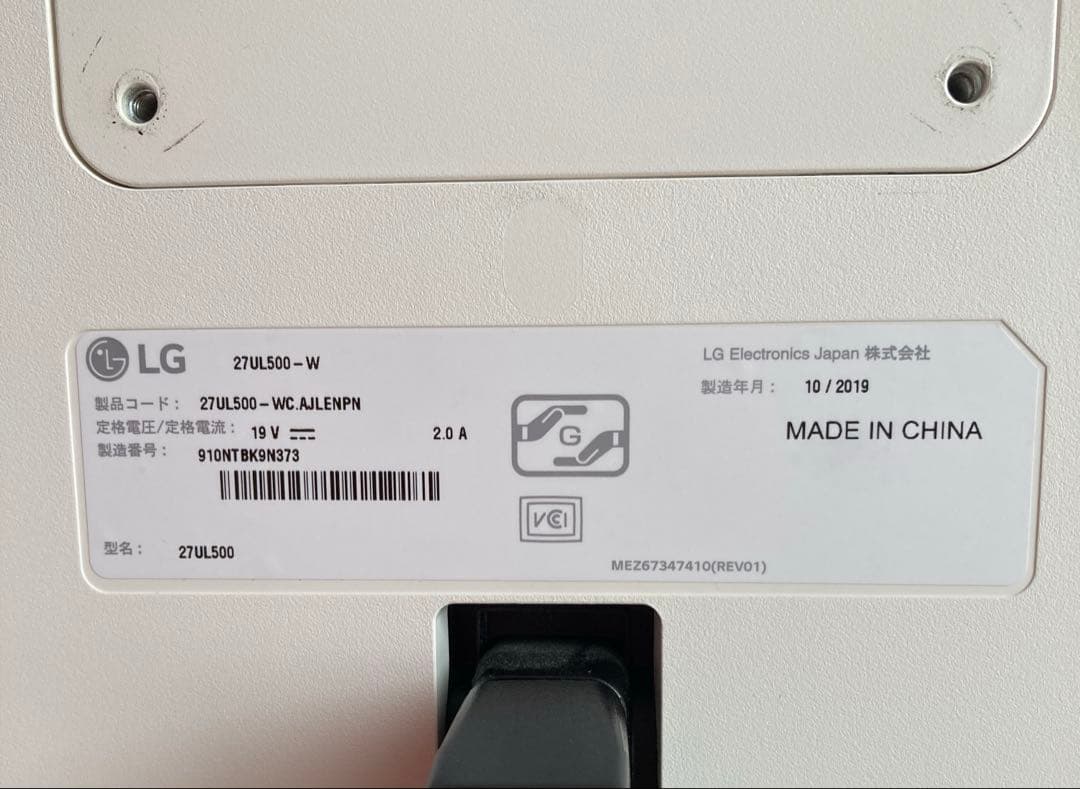 LG 27UL500-W
製品コード： 27UL500-WC.AJLENPN
定格電圧/定格電流： 19 V 2.0 A
製造番号： 910NTBK9N373
型名： 27UL500
G
VCCI
LG Electronics Japan 株式会社
製造年月： 10 / 2019
MADE IN CHINA
MEZ67347410(REV01)